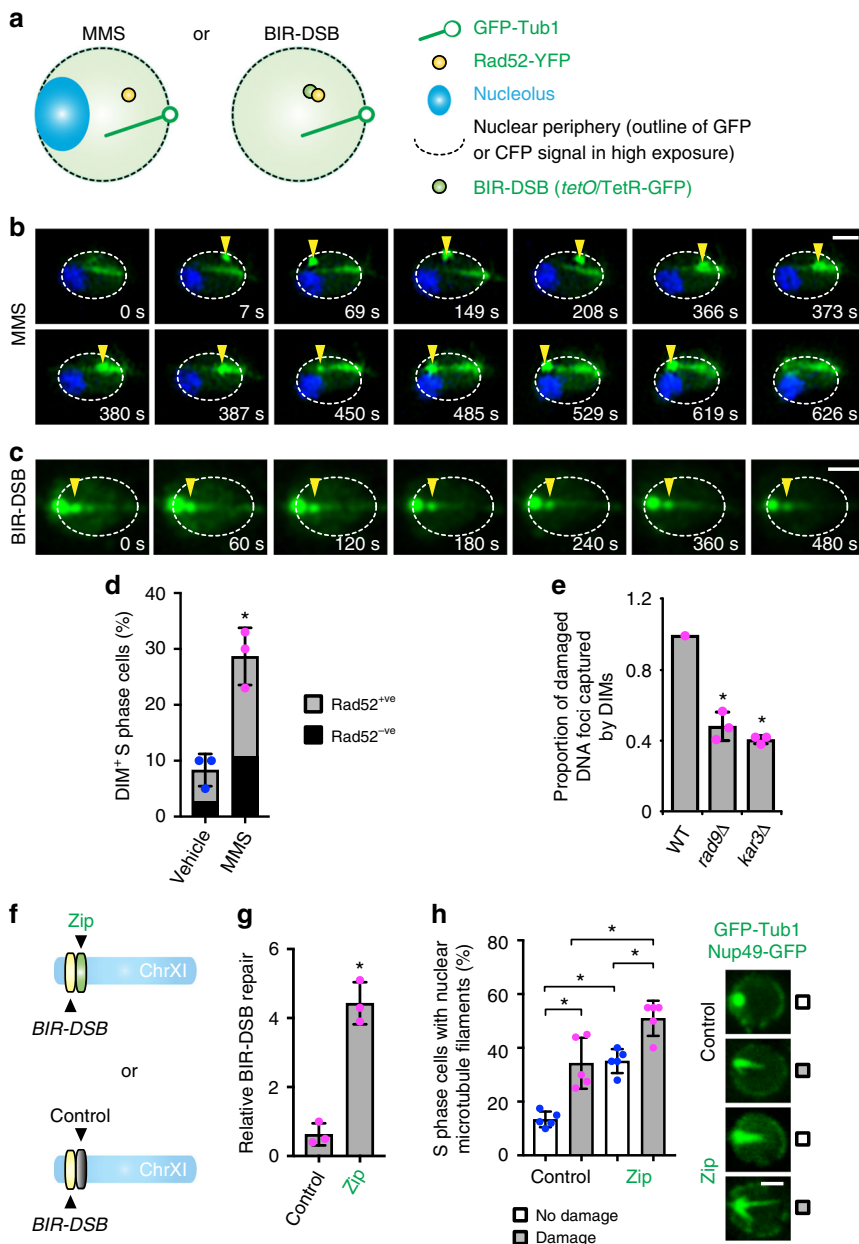 a
MMS
or
BIR-DSB
GFP-Tub1
Rad52-YFP
Nucleolus
Nuclear periphery (outline of GFP
or CFP signal in high exposure)
BIR-DSB (tetO/TetR-GFP)
b
MMS
0 s
7 s
69 s
149 s
208 s
366 s
373 s
380 s
387 s
450 s
485 s
529 s
619 s
626 s
c
BIR-DSB
0 s
60 s
120 s
180 s
240 s
360 s
480 s
d
DIM⁺ S phase cells (%)
40
30
20
10
0
*
Vehicle
MMS
Rad52⁺ᵛᵉ
Rad52⁻ᵛᵉ
e
Proportion of damaged
DNA foci captured
by DIMs
1.2
0.8
0.4
0
*
*
WT
rad9Δ
kar3Δ
f
Zip
ChrXI
BIR-DSB
or
Control
ChrXI
BIR-DSB
g
Relative BIR-DSB repair
6
4
2
0
*
Control
Zip
h
S phase cells with nuclear
microtubule filaments (%)
80
60
40
20
0
*
*
*
*
Control
Zip
No damage
Damage
GFP-Tub1
Nup49-GFP
Control
Zip